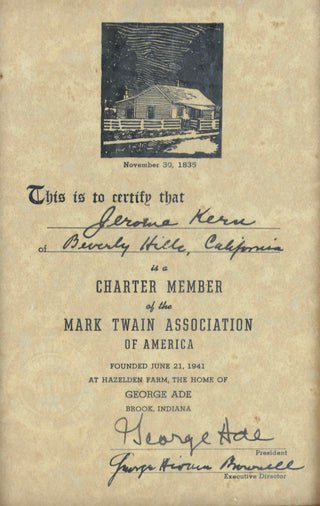 November 30, 1835
This is to certify that
Jerome Kern
of Beverly Hills, California
is a
CHARTER MEMBER
of the
MARK TWAIN ASSOCIATION
OF AMERICA
FOUNDED JUNE 21, 1941
AT HAZELDEN FARM, THE HOME OF
GEORGE ADE
BROOK, INDIANA
George Ade
President
George Hiram Brownell
Executive Director